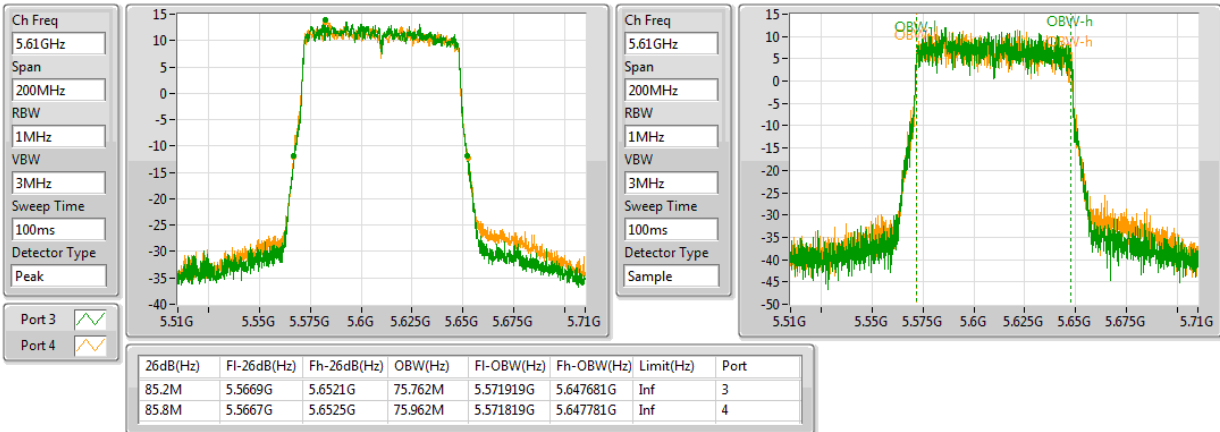 Ch Freq
5.61GHz
Span
200MHz
RBW
1MHz
VBW
3MHz
Sweep Time
100ms
Detector Type
Peak
Port 3
Port 4
15
10
5
0
-5
-10
-15
-20
-25
-30
-35
-40
5.51G 5.55G 5.575G 5.6G 5.625G 5.65G 5.675G 5.71G
Ch Freq
5.61GHz
Span
200MHz
RBW
1MHz
VBW
3MHz
Sweep Time
100ms
Detector Type
Sample
15
10
5
0
-5
-10
-15
-20
-25
-30
-35
-40
-45
-50
OBW-l OBW-h
OBW-h
5.51G 5.55G 5.575G 5.6G 5.625G 5.65G 5.675G 5.71G
26dB(Hz) Fl-26dB(Hz) Fh-26dB(Hz) OBW(Hz) Fl-OBW(Hz) Fh-OBW(Hz) Limit(Hz) Port
85.2M 5.5669G 5.6521G 75.762M 5.571919G 5.647681G Inf 3
85.8M 5.5667G 5.6525G 75.962M 5.571819G 5.647781G Inf 4